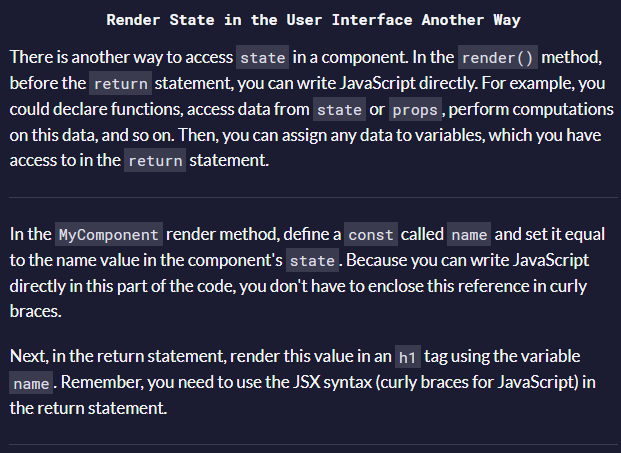 Render State in the User Interface Another Way
There is another way to access state in a component. In the render() method,
before the return statement, you can write JavaScript directly. For example, you
could declare functions, access data from state or props, perform computations
on this data, and so on. Then, you can assign any data to variables, which you have
access to in the return statement.
In the MyComponent render method, define a const called name and set it equal
to the name value in the component's state. Because you can write JavaScript
directly in this part of the code, you don't have to enclose this reference in curly
braces.
Next, in the return statement, render this value in an h1 tag using the variable
name. Remember, you need to use the JSX syntax (curly braces for JavaScript) in
the return statement.